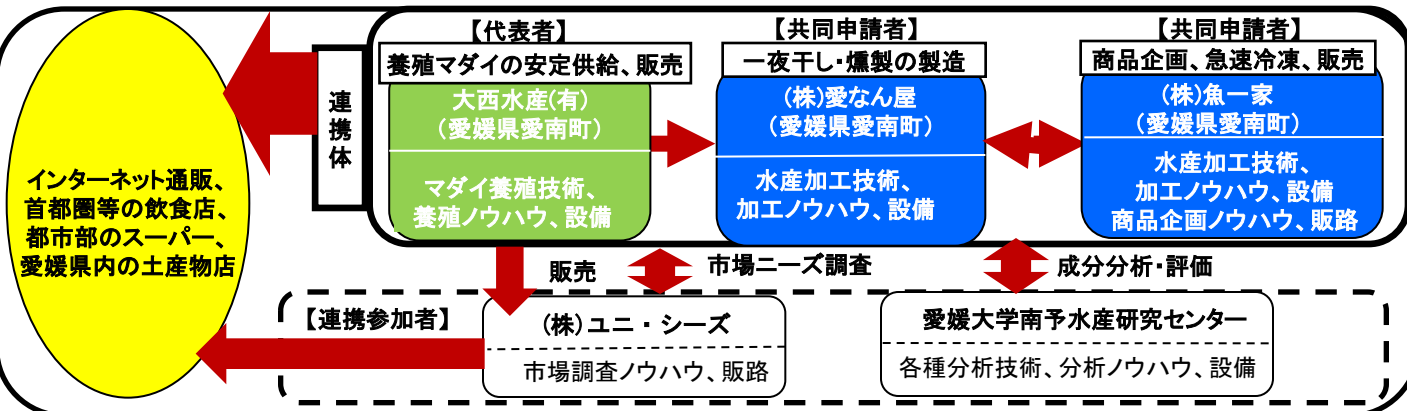 【代表者】
養殖マダイの安定供給、販売
大西水産(有)
（愛媛県愛南町）
マダイ養殖技術、
養殖ノウハウ、設備
【共同申請者】
一夜干し・燻製の製造
(株)愛なん屋
（愛媛県愛南町）
水産加工技術、
加工ノウハウ、設備
【共同申請者】
商品企画、急速冷凍、販売
(株)魚一家
（愛媛県愛南町）
水産加工技術、
加工ノウハウ、設備
商品企画ノウハウ、販路
連
携
体
インターネット通販、
首都圏等の飲食店、
都市部のスーパー、
愛媛県内の土産物店
販売
市場ニーズ調査
成分分析・評価
【連携参加者】
(株)ユニ・シーズ
市場調査ノウハウ、販路
愛媛大学南予水産研究センター
各種分析技術、分析ノウハウ、設備